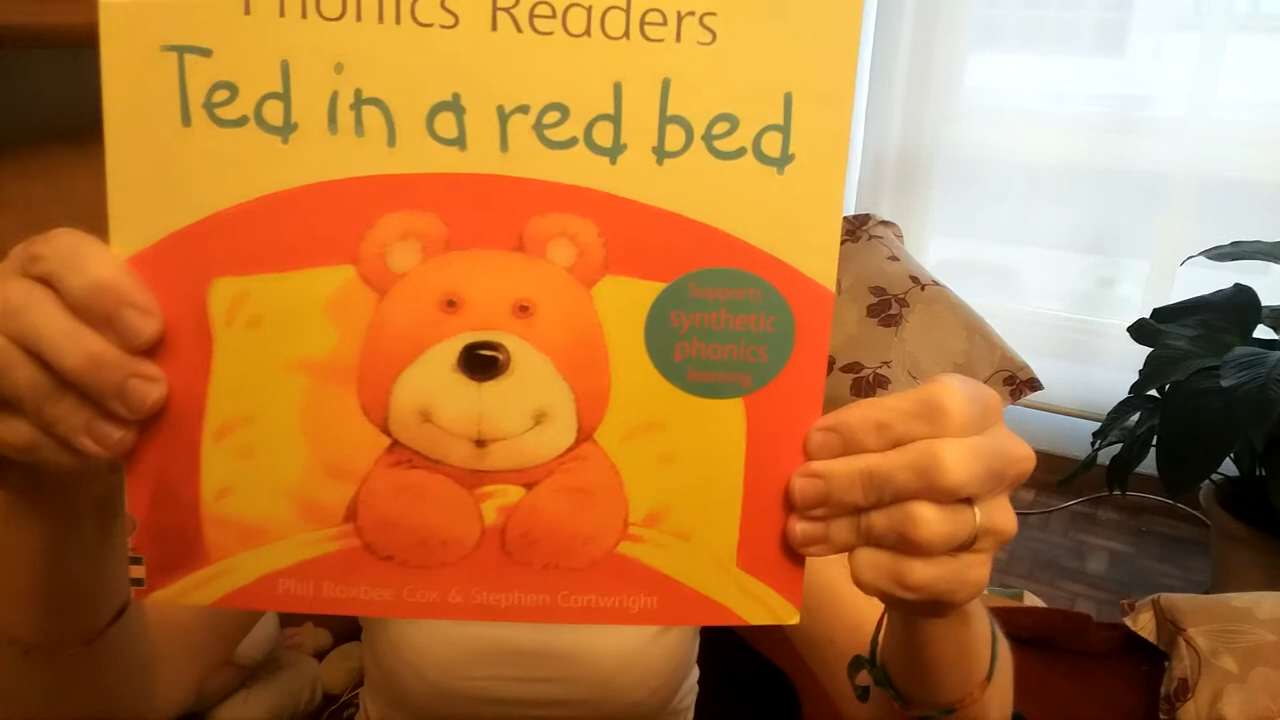 Phonics Readers
Ted in a red bed
Supports
synthetic
phonics
learning
Phil Roxbee Cox & Stephen Cartwright